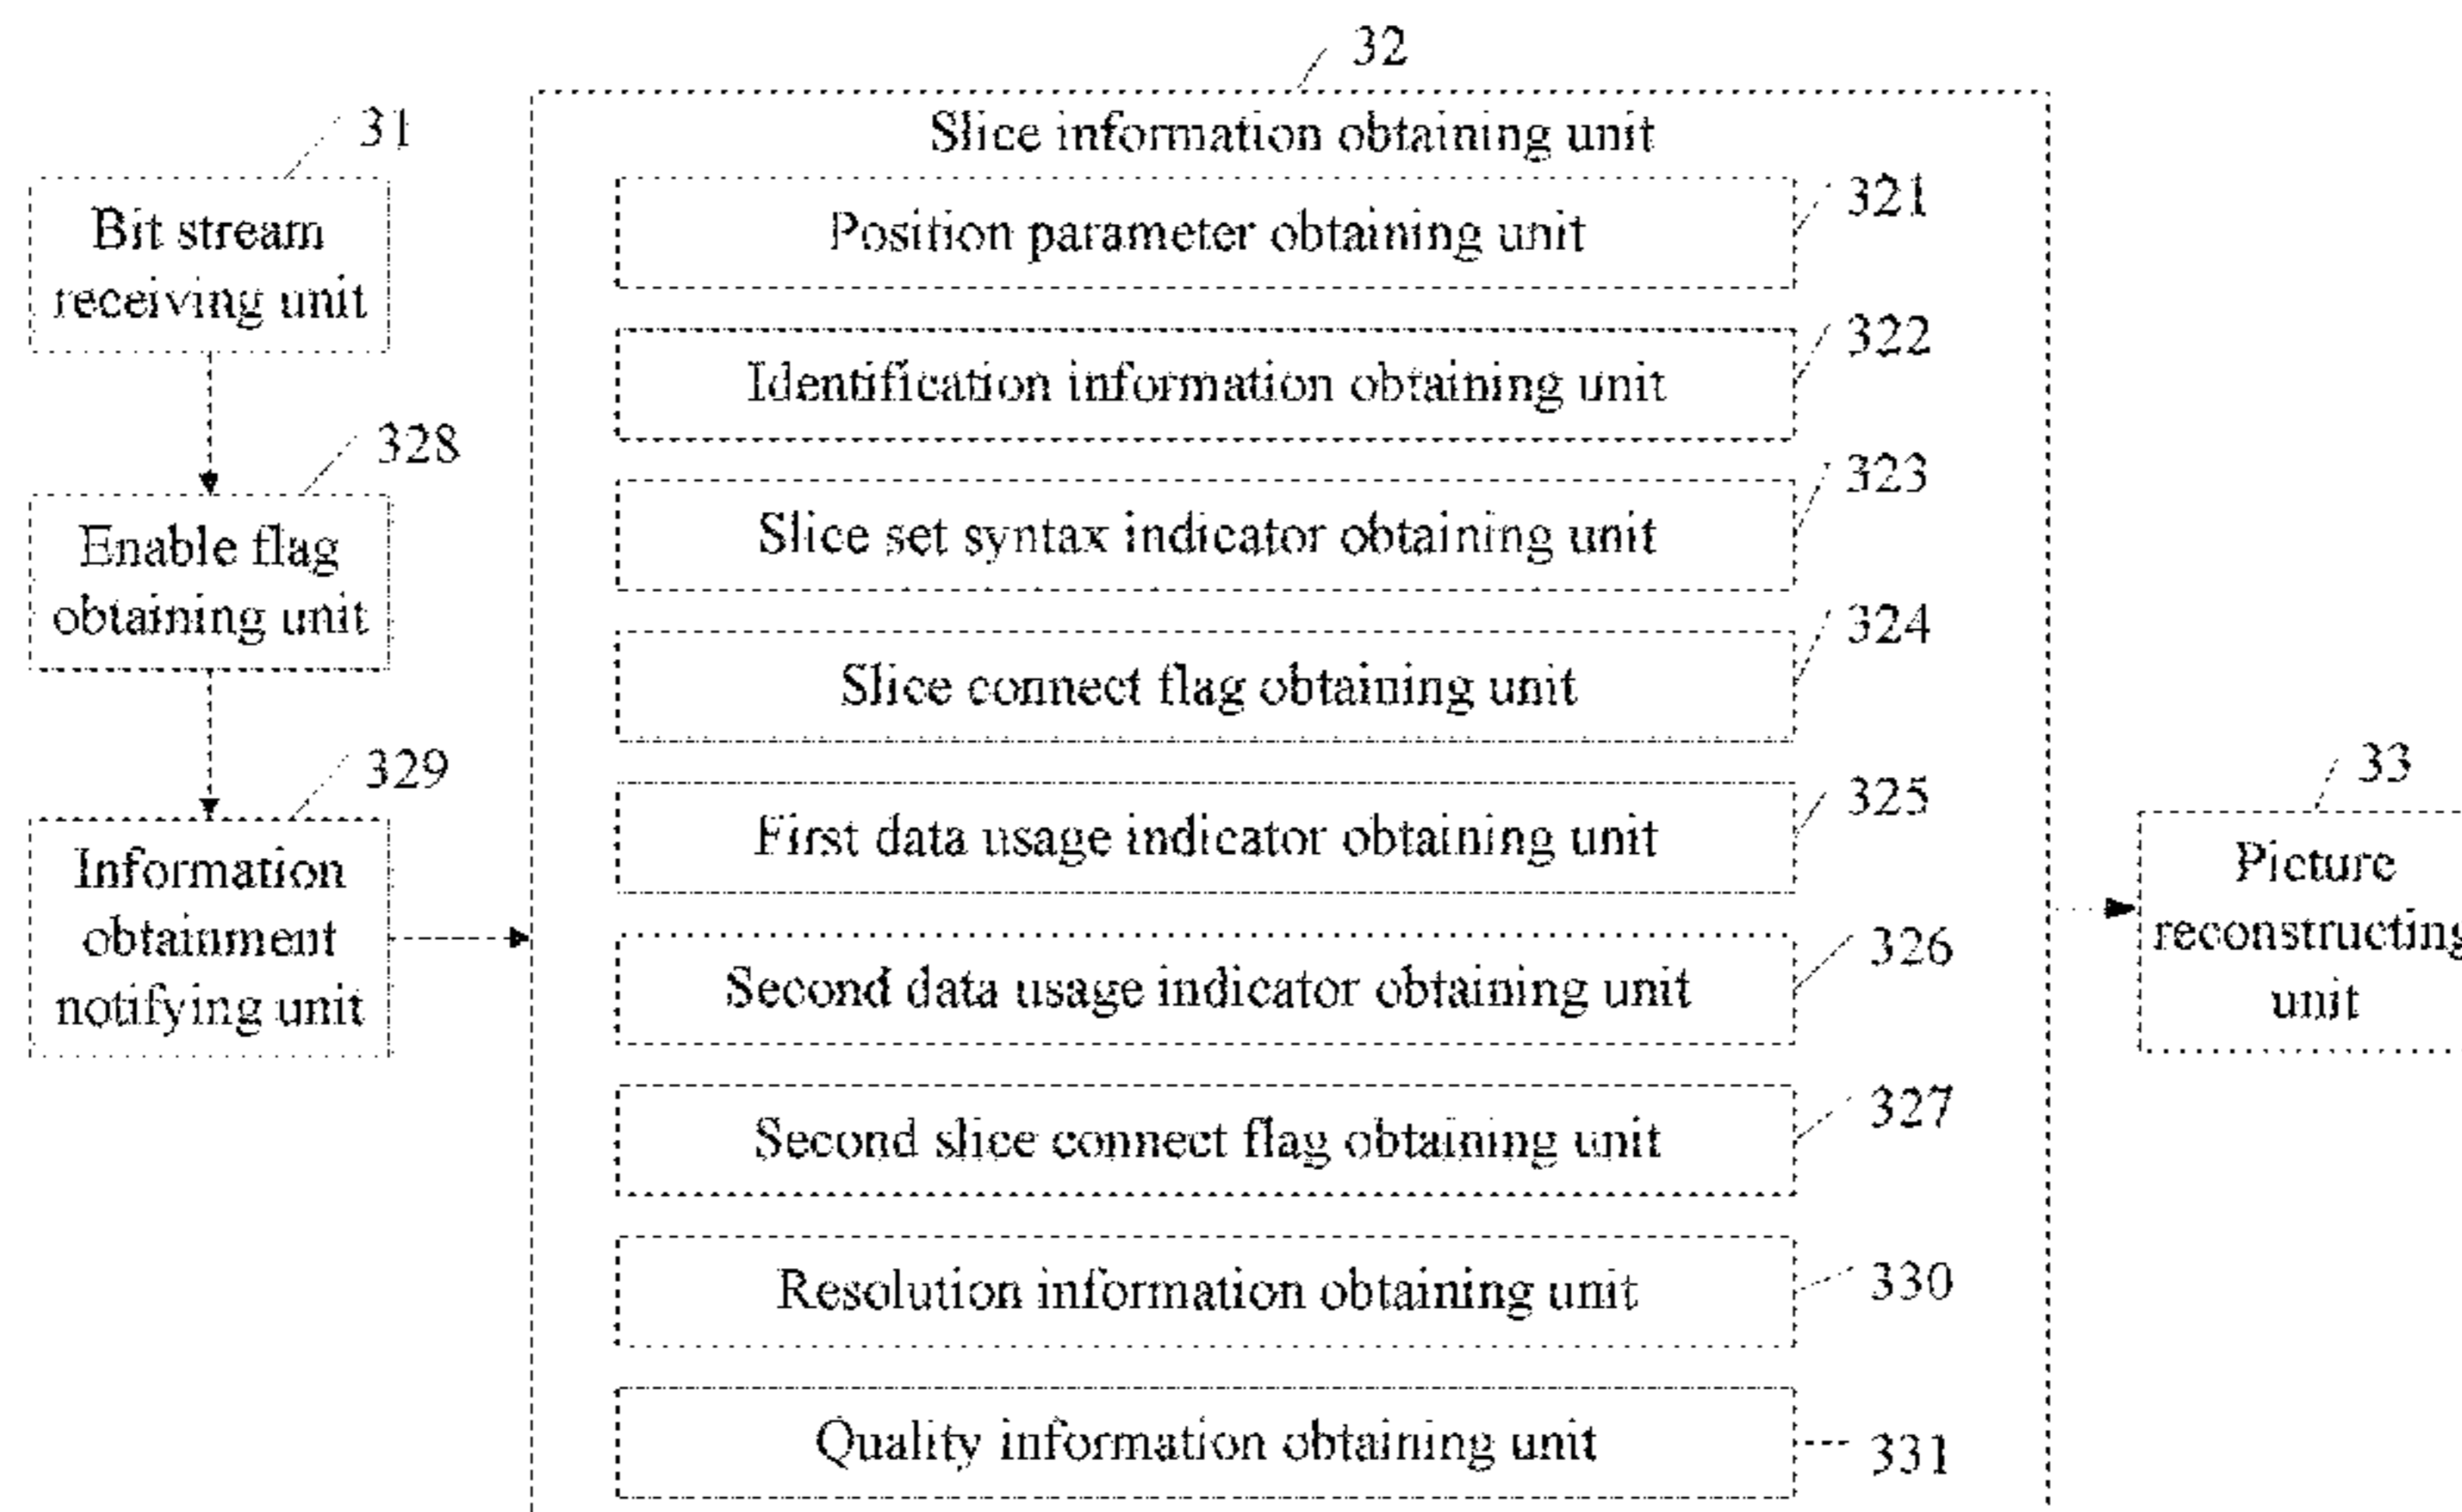 32
31
Slice information obtaining unit
Bit stream
receiving unit
Position parameter obtaining unit
321
Identification information obtaining unit
322
328
Enable flag
obtaining unit
Slice set syntax indicator obtaining unit
323
Slice connect flag obtaining unit
324
329
Information
obtainment
notifying unit
First data usage indicator obtaining unit
325
Second data usage indicator obtaining unit
326
Second slice connect flag obtaining unit
327
Resolution information obtaining unit
330
Quality information obtaining unit
331
33
Picture
reconstructing
unit